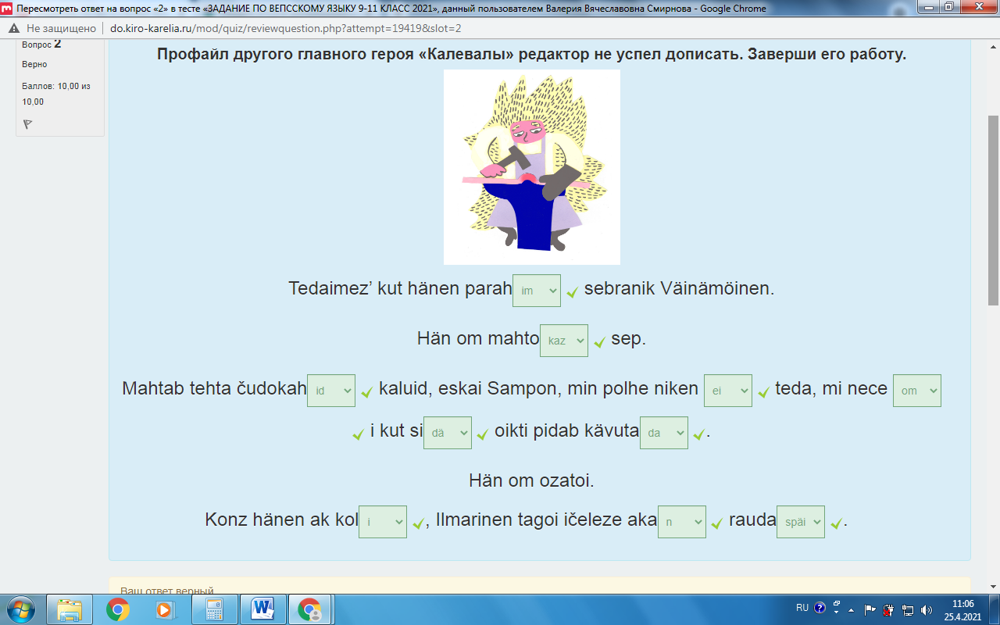 Пересмотреть ответ на вопрос «2» в тесте «ЗАДАНИЕ ПО ВЕПССКОМУ ЯЗЫКУ 9-11 КЛАСС 2021», данный пользователем Валерия Вячеславовна Смирнова - Google Chrome
Не защищено do.kiro-karelia.ru/mod/quiz/reviewquestion.php?attempt=19419&slot=2
Вопрос 2
Верно
Баллов: 10,00 из
10,00
Профайл другого главного героя «Калевалы» редактор не успел дописать. Заверши его работу.
Tedaimez’ kut hänen parah im sebranik Väinämöinen.
Hän om mahto kaz sep.
Mahtab tehta čudokah id kaluid, eskai Sampon, min polhe niken ei teda, mi nece om
i kut si dä oikti pidab kävuta da .
Hän om ozatoi.
Konz hänen ak kol i , Ilmarinen tagoi ičeleze aka n rauda späi .
Ваш ответ верный
RU
11:06
25.4.2021